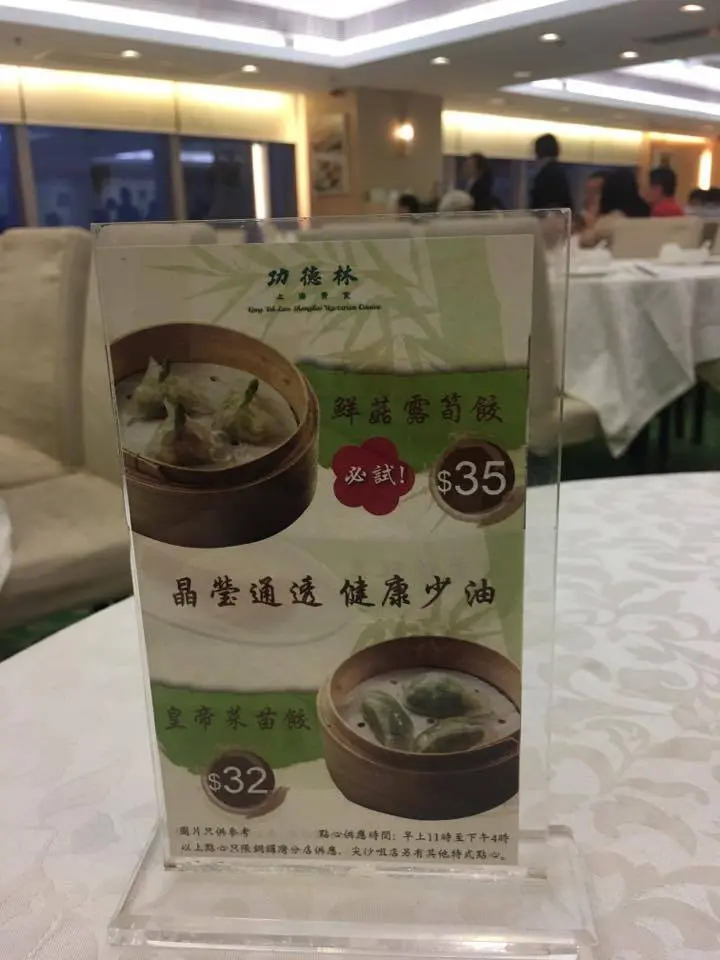 功德林
上海素食
Kung Tak Lam Shanghai Vegetarian Cuisine
鮮菇露筍餃
必試!
$35
晶瑩通透 健康少油
皇帝菜苗餃
$32
圖片只供參考 點心供應時間：早上11時至下午4時
以上點心只限銅鑼灣分店供應，尖沙咀店另有其他特式點心。